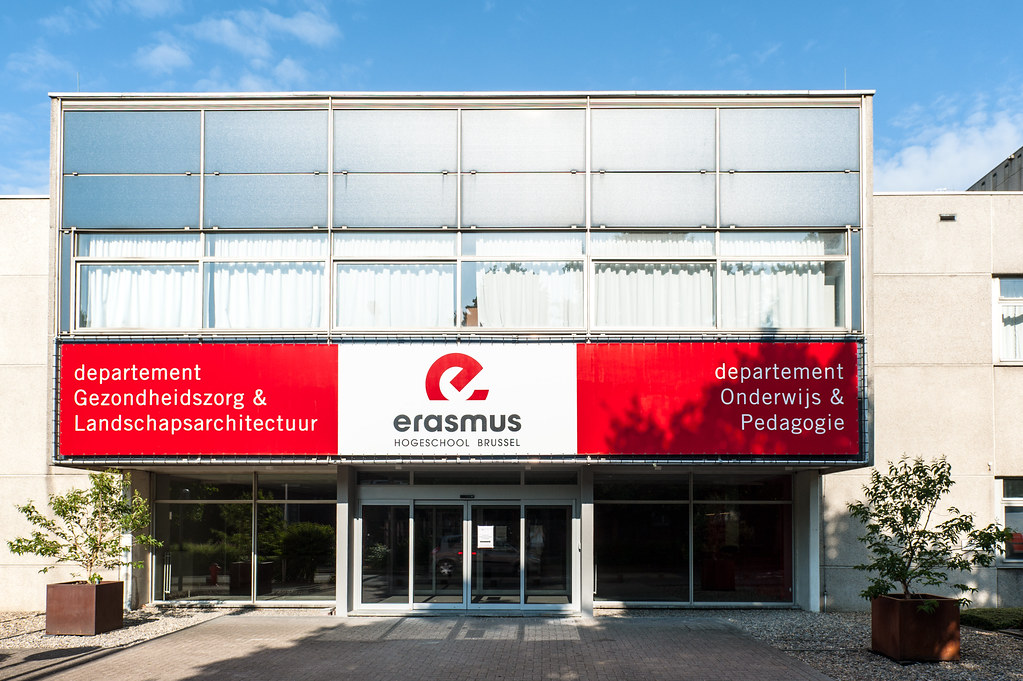 departement
Gezondheidszorg &
Landschapsarchitectuur
erasmus
HOGESCHOOL BRUSSEL
departement
Onderwijs &
Pedagogie